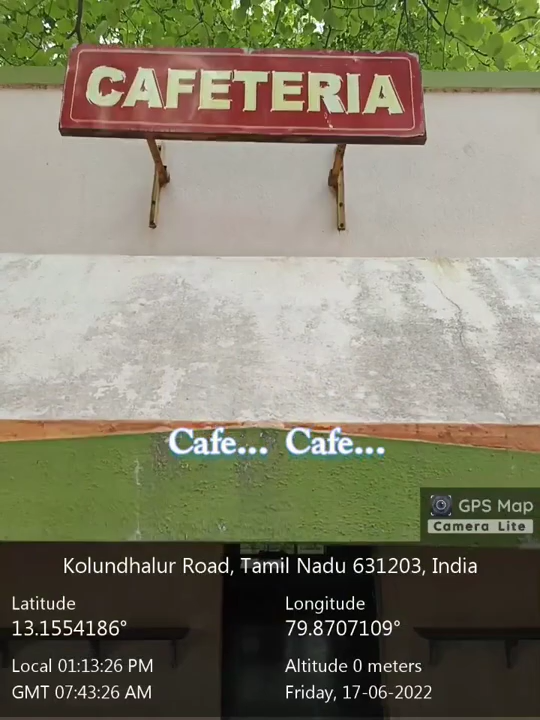 CAFETERIA
Cafe... Cafe...
GPS Map
Camera Lite
Kolundhalur Road, Tamil Nadu 631203, India
Latitude
Longitude
13.1554186°
79.8707109°
Local 01:13:26 PM
Altitude 0 meters
GMT 07:43:26 AM
Friday, 17-06-2022